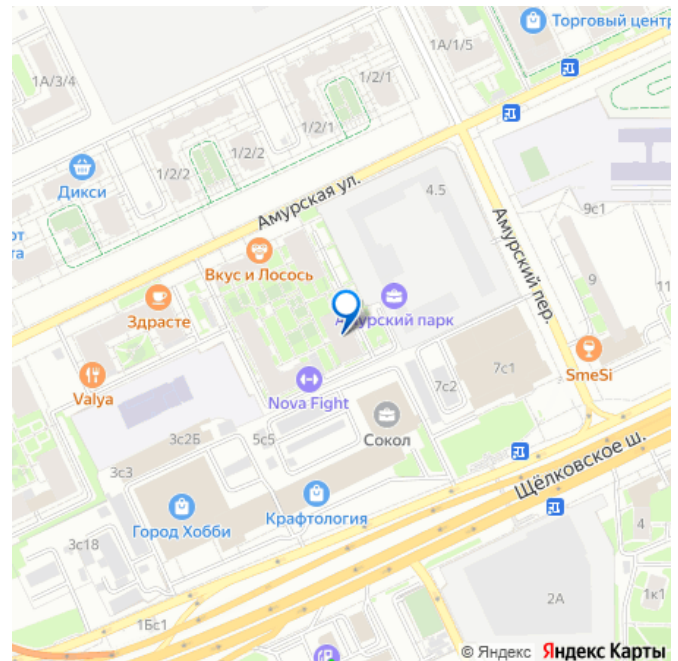 Торговый центр
1А/1/5
1А/3/4
1/2/1
1/2/1
1/2/2
1/2/2
Дикси
Амурская ул.
4.5
Амурский пер.
9с1
9
11
Вкус и Лосось
Здрасте
Амурский парк
Valya
Nova Fight
7с2
7с1
SmeSi
Сокол
3с2Б
5с5
3с3
Щёлковское ш.
Город Хобби
Крафтология
3с18
1Бс1
2А
4
1к1
© Яндекс Яндекс Карты